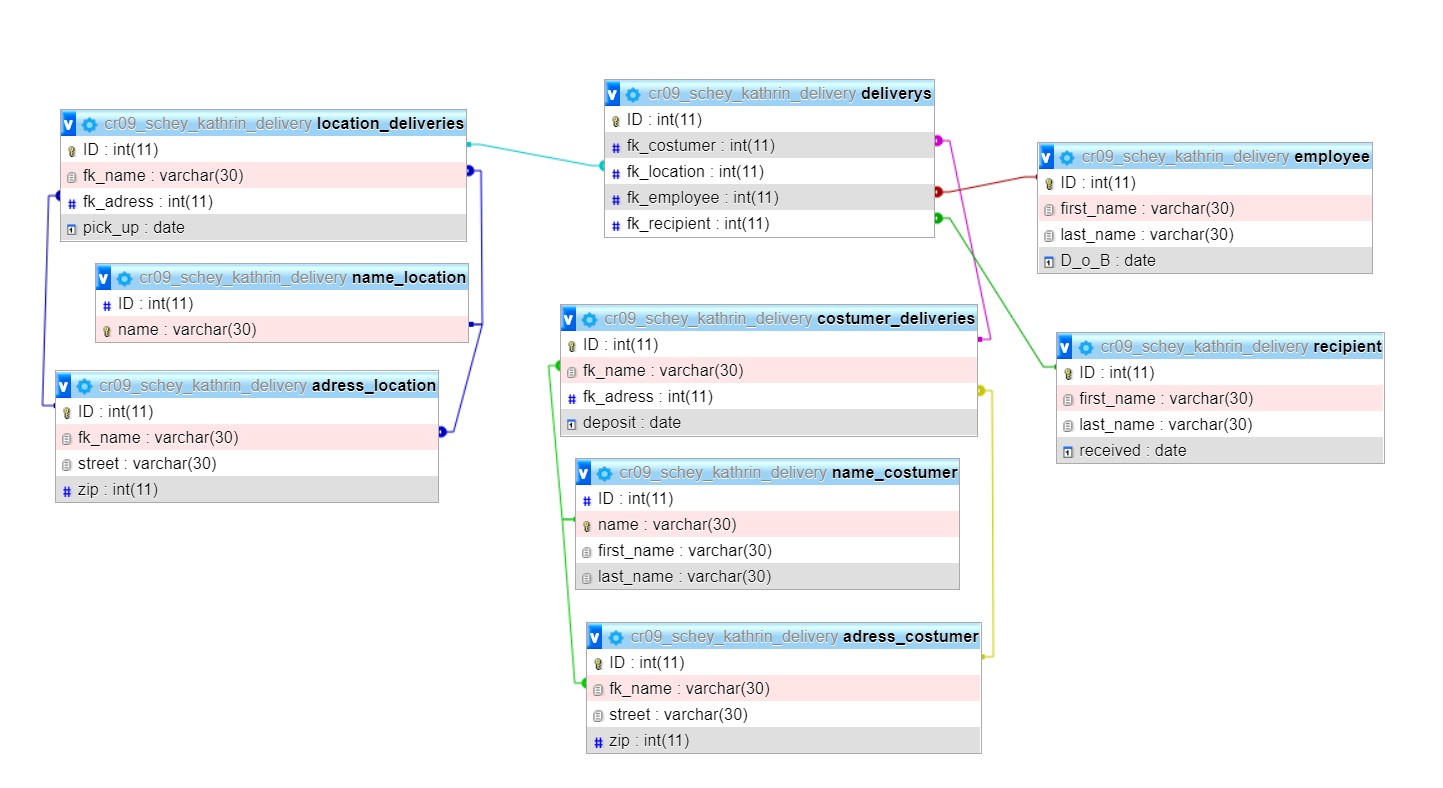 cr09_schey_kathrin_delivery location_deliveries
ID : int(11)
fk_name : varchar(30)
fk_adress : int(11)
pick_up : date
cr09_schey_kathrin_delivery name_location
ID : int(11)
name : varchar(30)
cr09_schey_kathrin_delivery adress_location
ID : int(11)
fk_name : varchar(30)
street : varchar(30)
zip : int(11)
cr09_schey_kathrin_delivery deliverys
ID : int(11)
fk_costumer : int(11)
fk_location : int(11)
fk_employee : int(11)
fk_recipient : int(11)
cr09_schey_kathrin_delivery costumer_deliveries
ID : int(11)
fk_name : varchar(30)
fk_adress : int(11)
deposit : date
cr09_schey_kathrin_delivery name_costumer
ID : int(11)
name : varchar(30)
first_name : varchar(30)
last_name : varchar(30)
cr09_schey_kathrin_delivery adress_costumer
ID : int(11)
fk_name : varchar(30)
street : varchar(30)
zip : int(11)
cr09_schey_kathrin_delivery employee
ID : int(11)
first_name : varchar(30)
last_name : varchar(30)
D_o_B : date
cr09_schey_kathrin_delivery recipient
ID : int(11)
first_name : varchar(30)
last_name : varchar(30)
received : date